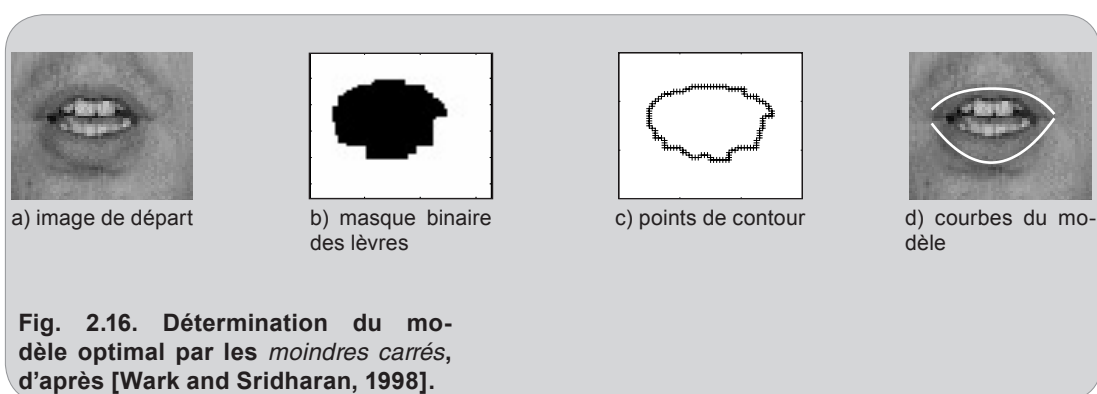 a) image de départ
b) masque binaire
des lèvres
c) points de contour
d) courbes du mo-
dèle
Fig. 2.16. Détermination du mo-
dèle optimal par les moindres carrés,
d'après [Wark and Sridharan, 1998].